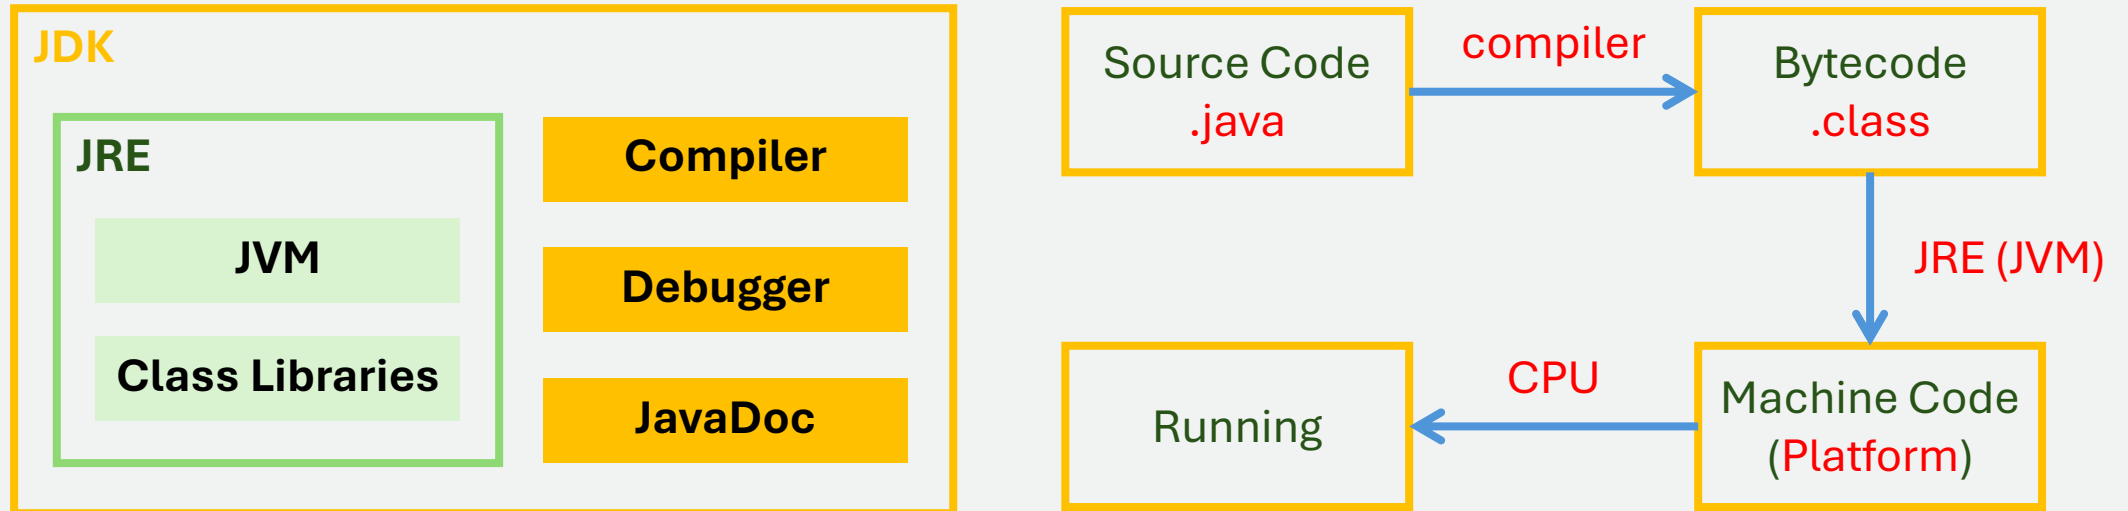 JDK
JRE
JVM
Class Libraries
Compiler
Debugger
JavaDoc
Source Code
.java
compiler
Bytecode
.class
JRE (JVM)
Machine Code
(Platform)
CPU
Running